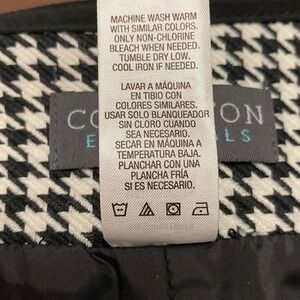 MACHINE WASH WARM
WITH SIMILAR COLORS.
ONLY NON-CHLORINE
BLEACH WHEN NEEDED.
TUMBLE DRY LOW.
COOL IRON IF NEEDED.
LAVAR A MÁQUINA
EN TIBIO CON
COLORES SIMILARES.
USAR SOLO BLANQUEADOR
SIN CLORO CUANDO
SEA NECESARIO.
SECAR EN MÁQUINA A
TEMPERATURA BAJA.
PLANCHAR CON UNA
PLANCHA FRÍA
SI ES NECESARIO.